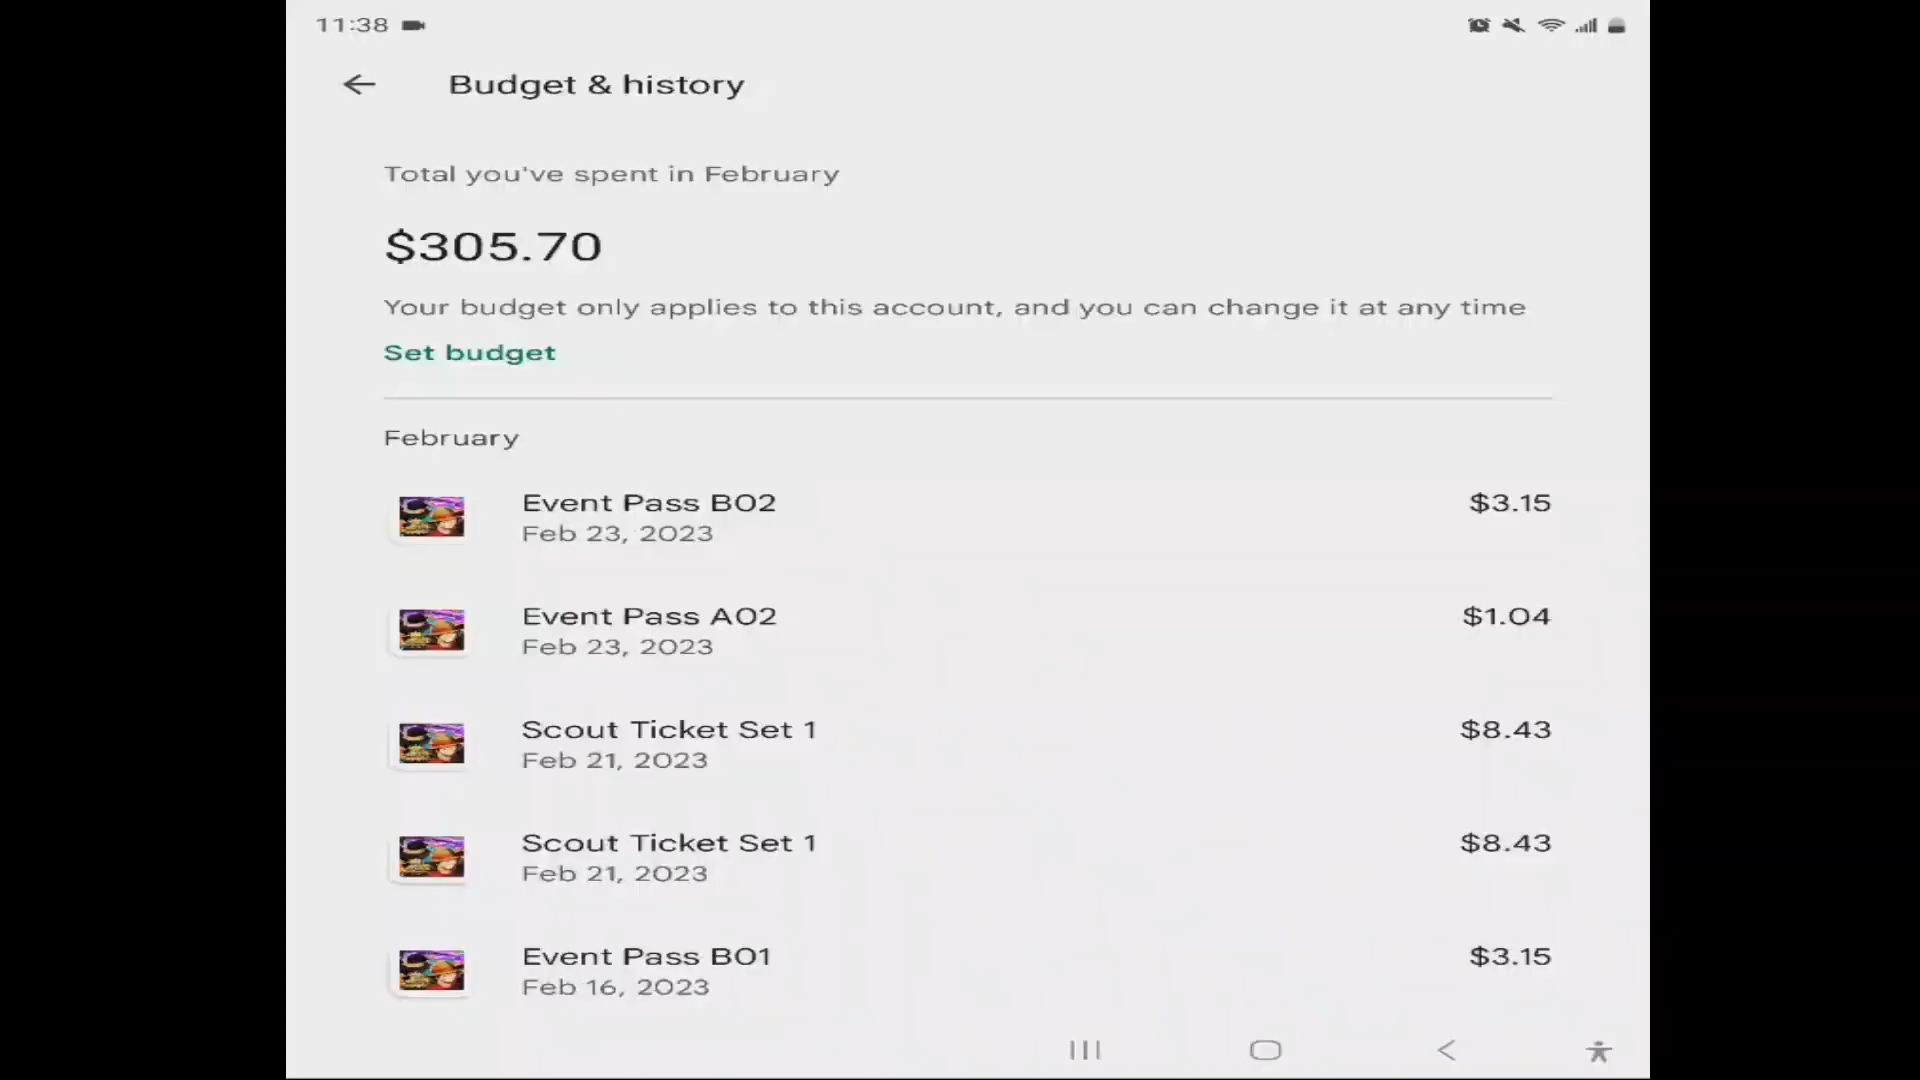 11:38
Budget & history
Total you've spent in February
$305.70
Your budget only applies to this account, and you can change it at any time
Set budget
February
Event Pass B02 $3.15
Feb 23, 2023
Event Pass A02 $1.04
Feb 23, 2023
Scout Ticket Set 1 $8.43
Feb 21, 2023
Scout Ticket Set 1 $8.43
Feb 21, 2023
Event Pass B01 $3.15
Feb 16, 2023